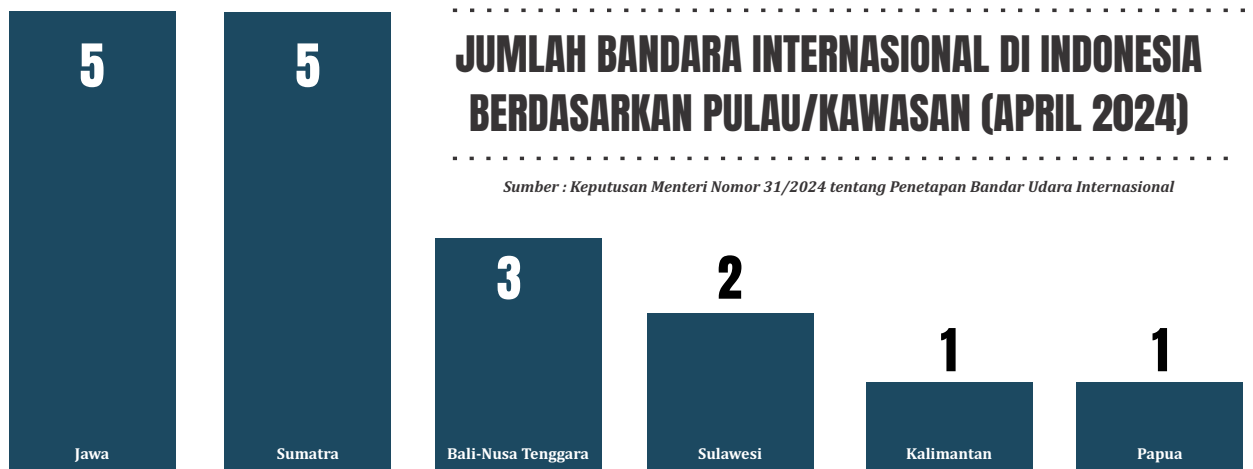 JUMLAH BANDARA INTERNASIONAL DI INDONESIA
BERDASARKAN PULAU/KAWASAN (APRIL 2024)
Sumber : Keputusan Menteri Nomor 31/2024 tentang Penetapan Bandar Udara Internasional
5
5
3
2
1
1
Jawa
Sumatra
Bali-Nusa Tenggara
Sulawesi
Kalimantan
Papua